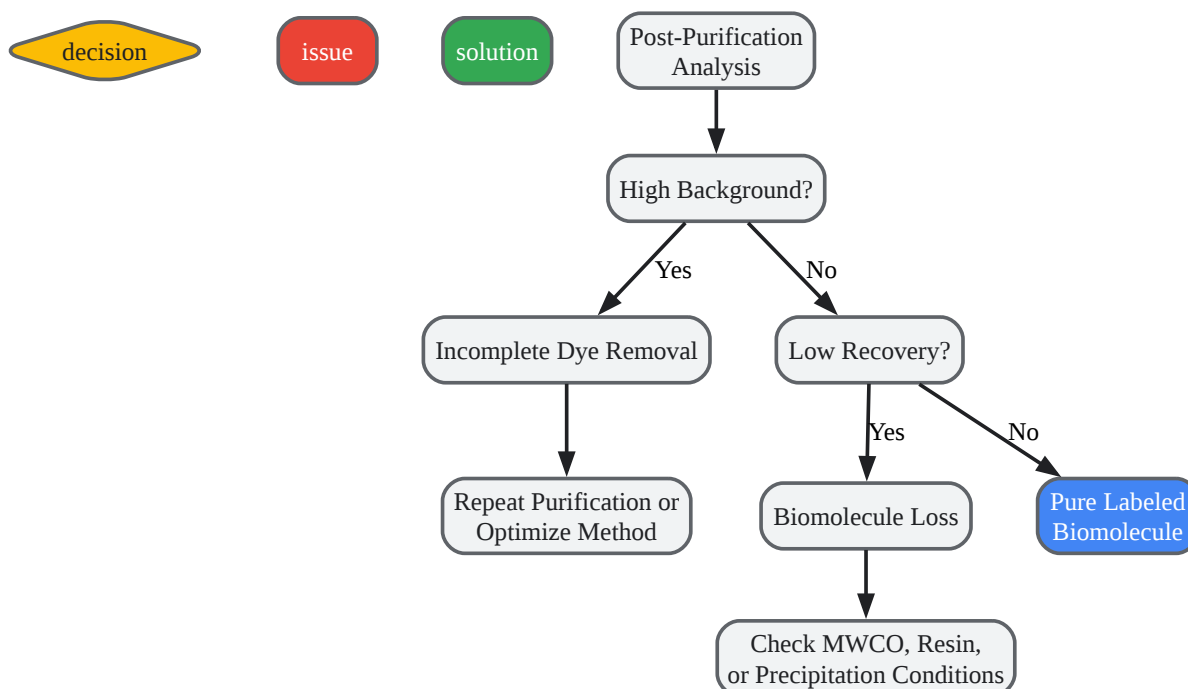 decision
issue
solution
Post-Purification
Analysis
High Background?
Yes
No
Incomplete Dye Removal
Low Recovery?
Yes
No
Repeat Purification or
Optimize Method
Biomolecule Loss
Pure Labeled
Biomolecule
Check MWCO, Resin,
or Precipitation Conditions